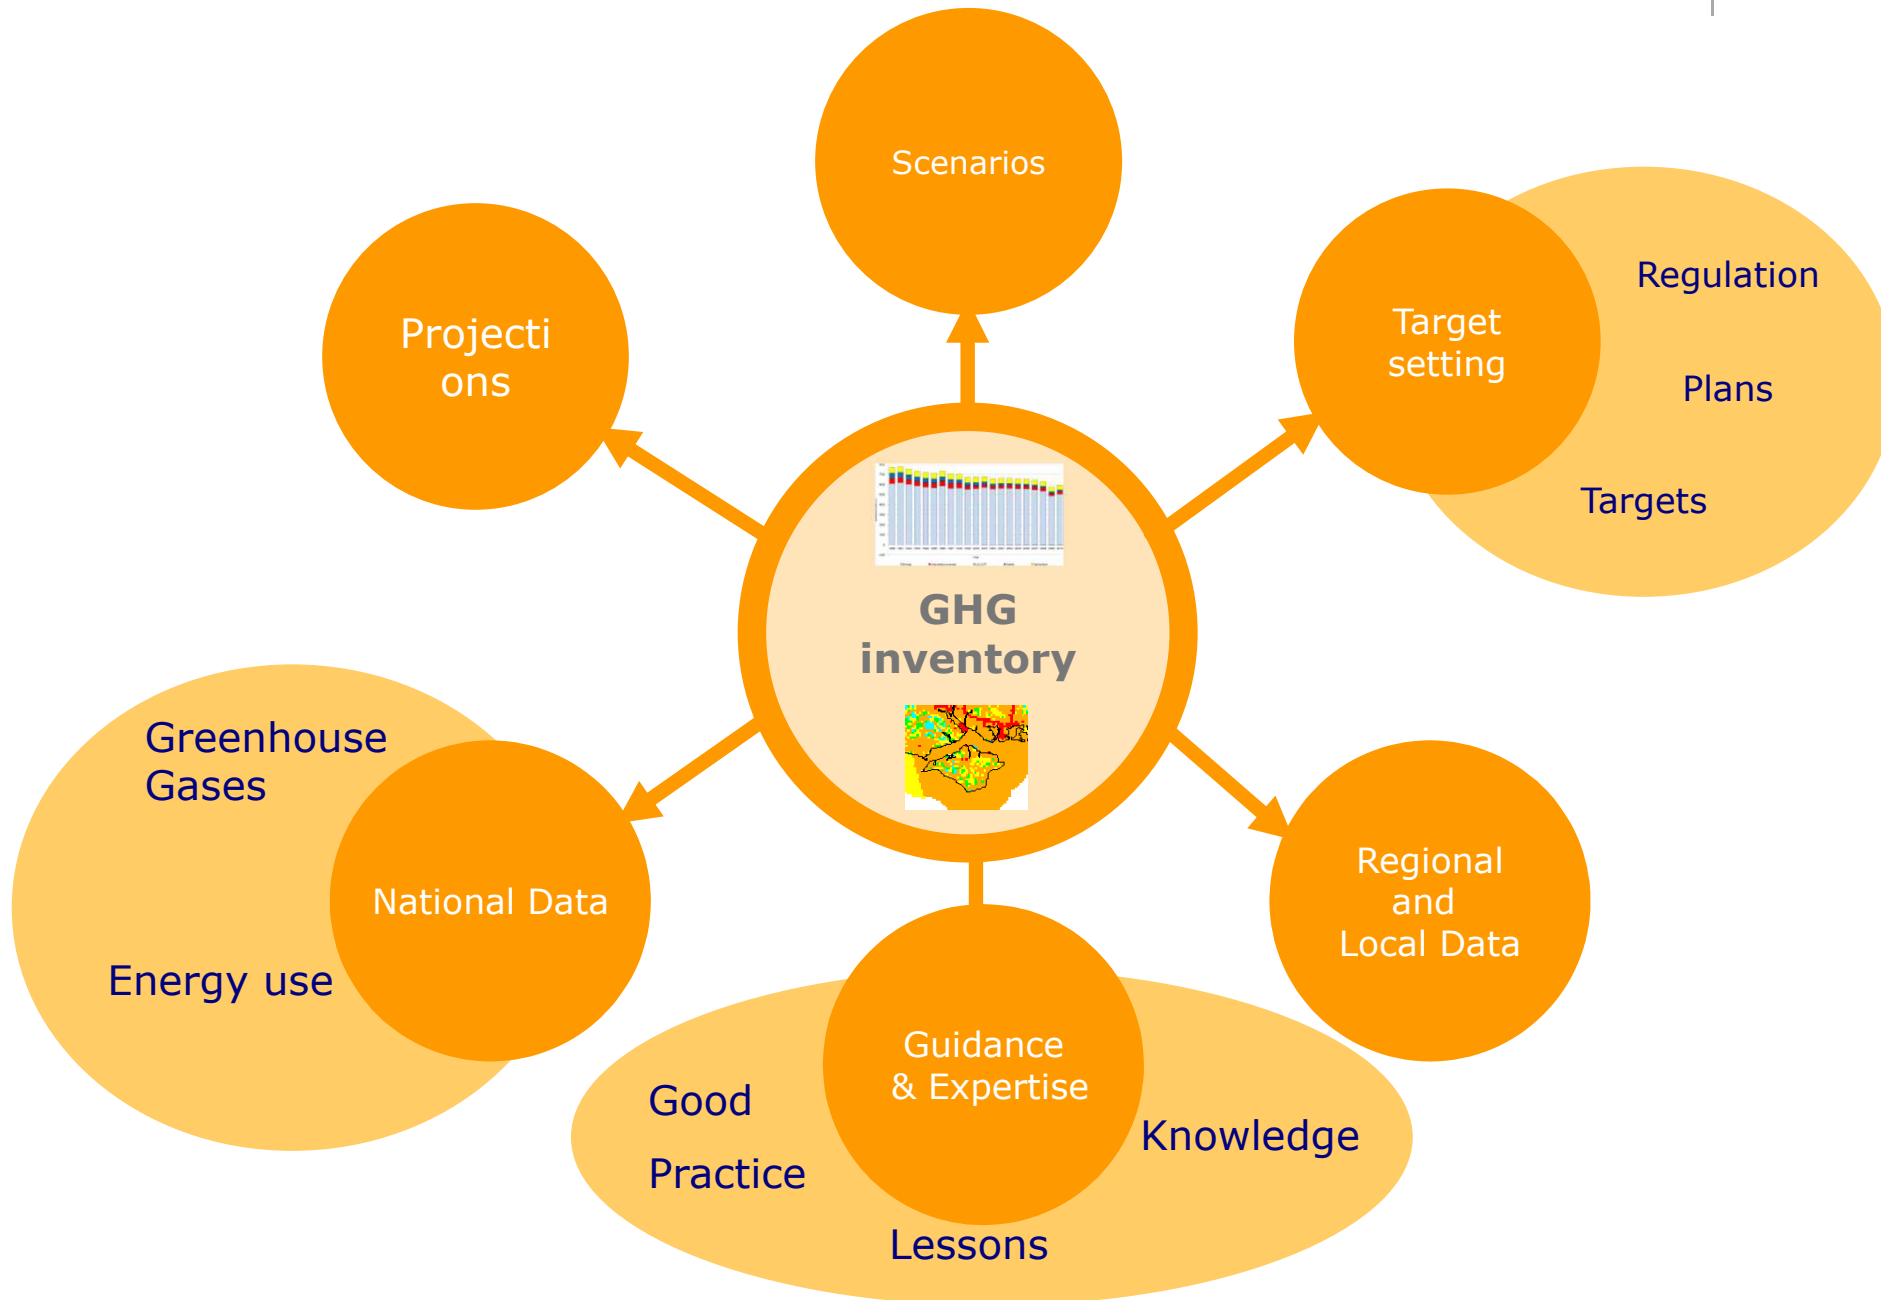 Scenarios
Projecti
ons
Target
setting
Regulation
Plans
Targets
GHG
inventory
Greenhouse
Gases
National Data
Energy use
Regional
and
Local Data
Guidance
& Expertise
Good
Practice
Knowledge
Lessons